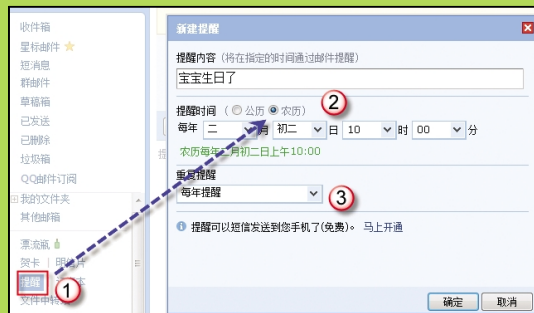 收件箱
星标邮件
短消息
群邮件
草稿箱
已发送
已删除
垃圾箱
QQ邮件订阅
我的文件夹
其他邮箱
漂流瓶
贺卡 | 明信片
提醒
文件中转
1
新建提醒
提醒内容 (将在指定的时间通过邮件提醒)
宝宝生日了
提醒时间 ( 公历 农历)
2
每年 二 月 初二 日 10 时 00 分
农历每年二月初二日上午10:00
重复提醒
每年提醒
3
提醒可以短信发送到您手机了(免费)。 马上开通
确定 取消